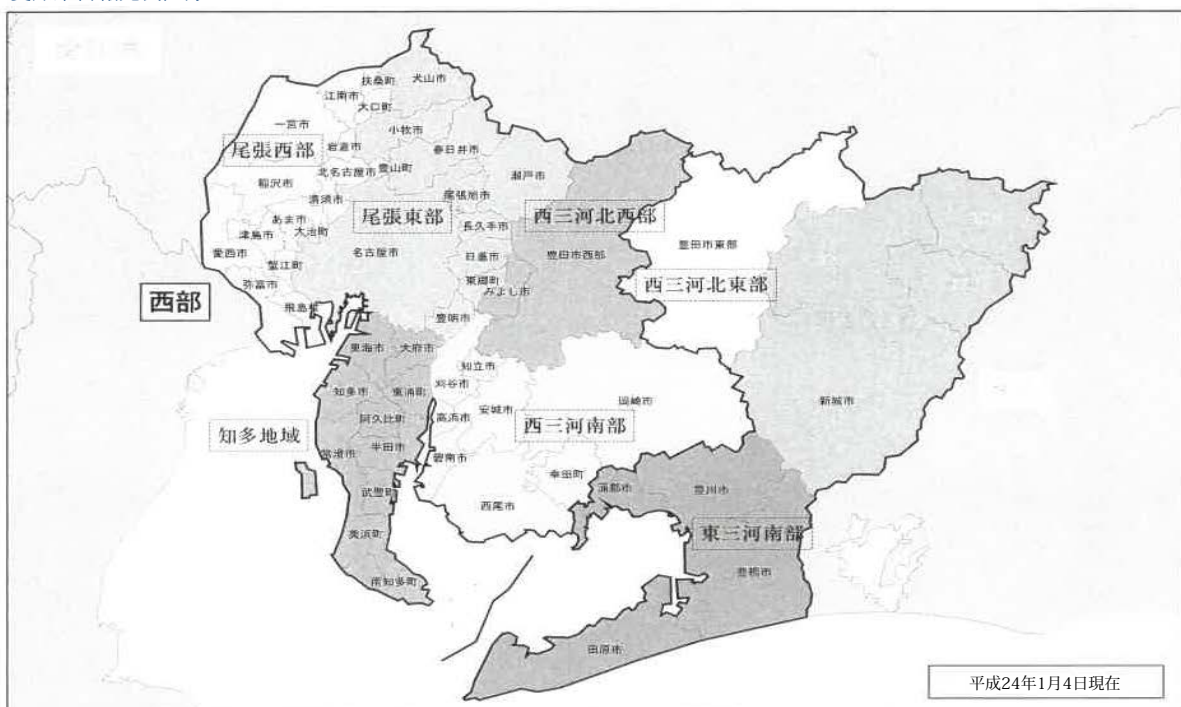 扶桑町
犬山市
江南市
大口町
一宮市
小牧市
尾張西部
岩倉市
春日井市
北名古屋市
豊山町
瀬戸市
稲沢市
清須市
尾張旭市
あま市
尾張東部
西三河北西部
津島市
大治町
長久手市
豊田市東部
愛西市
名古屋市
日進市
豊田市西部
蟹江町
東郷町
西三河北東部
弥富市
みよし市
西部
飛島村
豊明市
東海市
大府市
知立市
知多市
東浦町
刈谷市
岡崎市
新城市
阿久比町
高浜市
安城市
西三河南部
知多地域
半田市
常滑市
碧南市
幸田町
武豊町
蒲郡市
豊川市
西尾市
美浜町
東三河南部
豊橋市
南知多町
田原市
平成24年1月4日現在